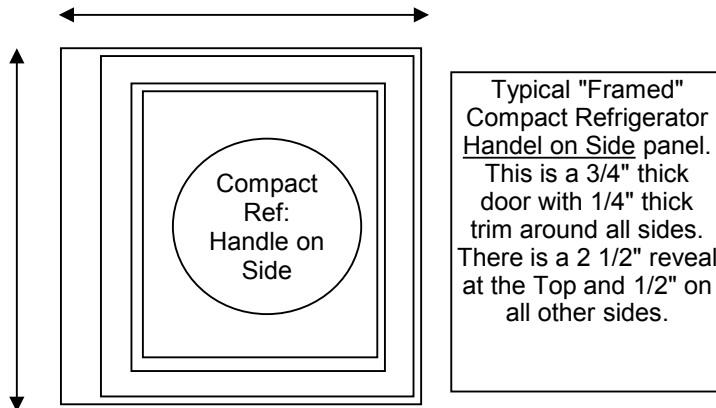 Compact
Ref:
Handle on
Side
Typical "Framed"
Compact Refrigerator
Handel on Side panel.
This is a 3/4" thick
door with 1/4" thick
trim around all sides.
There is a 2 1/2" reveal
at the Top and 1/2" on
all other sides.